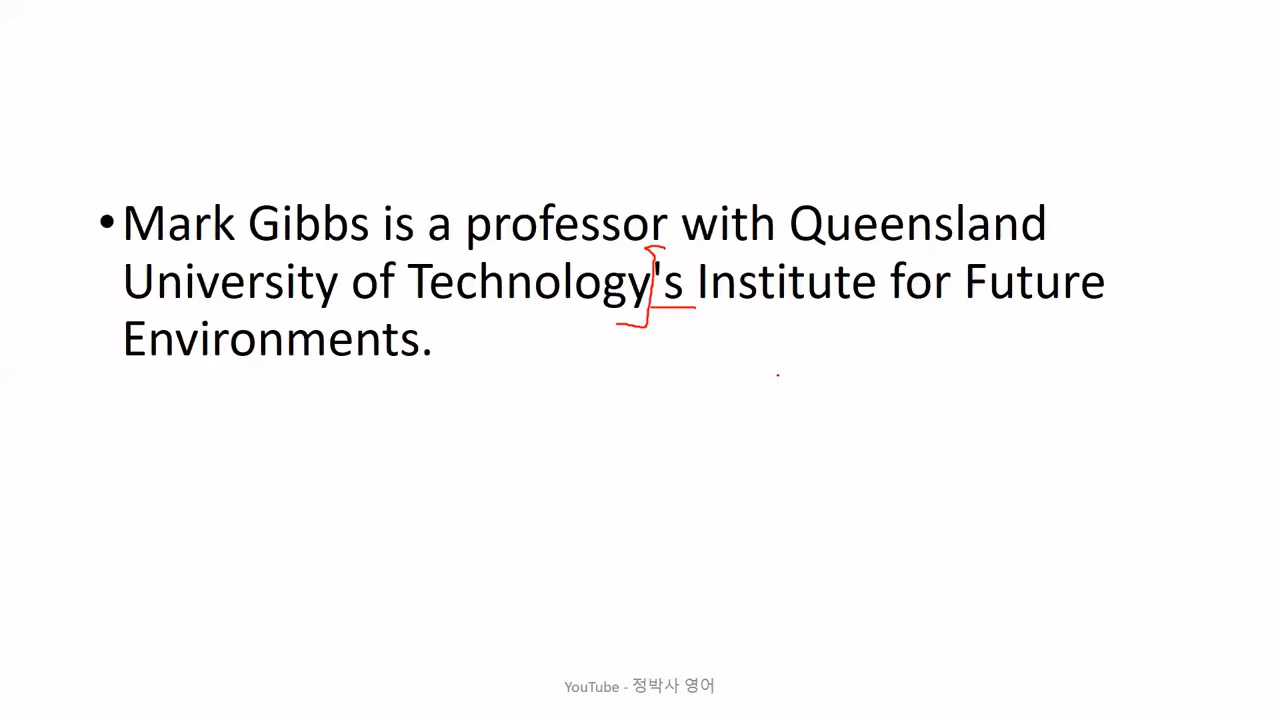 •Mark Gibbs is a professor with Queensland
University of Technology's Institute for Future
Environments.
YouTube - 정박사 영어